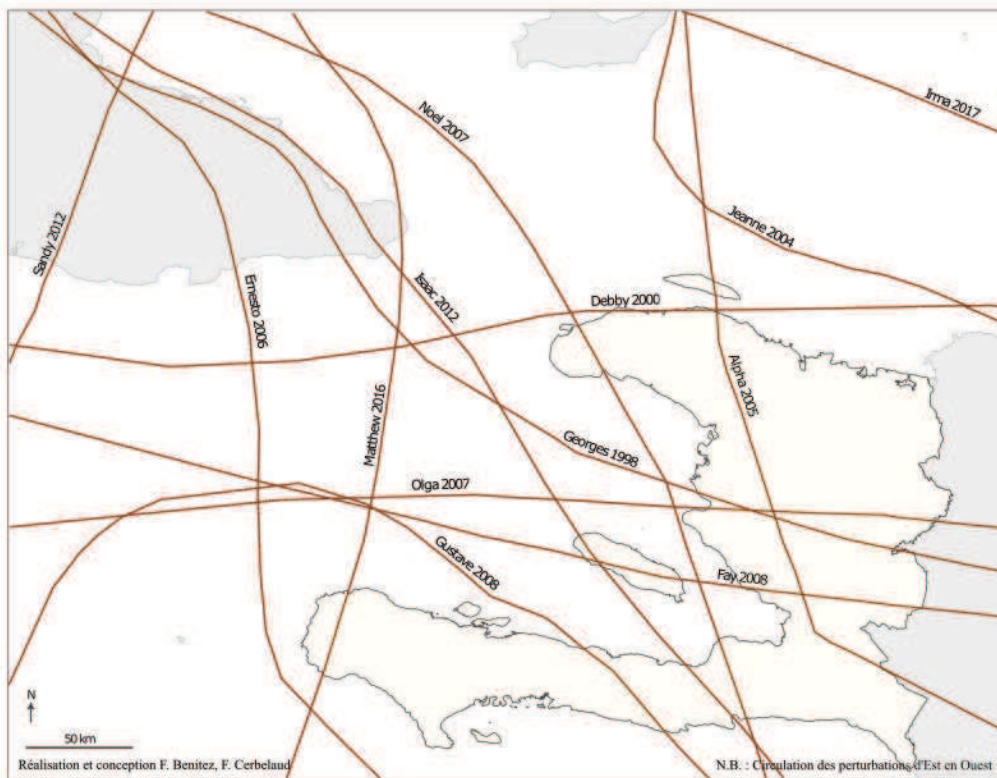 Noel 2007
Irma 2017
Jeanne 2004
Sandy 2012
Ernesto 2006
Isaac 2012
Debby 2000
Matthew 2016
Alpha 2005
Georges 1998
Olga 2007
Gustave 2008
Fay 2008
N
50 km
Réalisation et conception F. Benitez, F. Cerbelaud
N.B. : Circulation des perturbations d'Est en Ouest